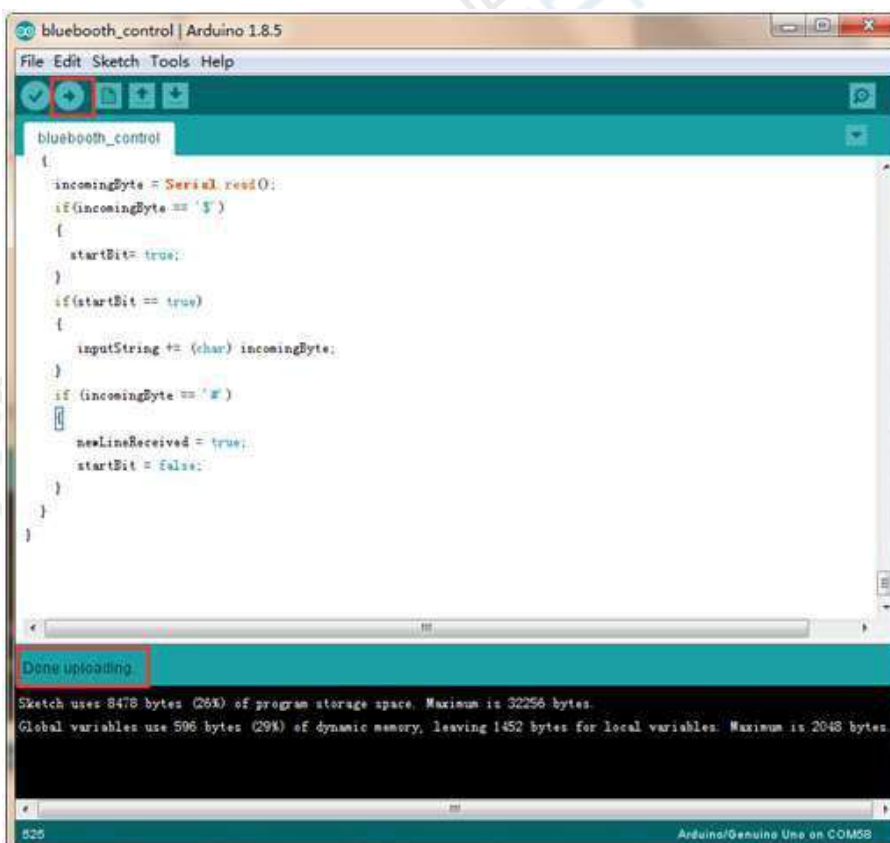 bluebooth_control | Arduino 1.8.5
File Edit Sketch Tools Help
bluebooth_control
{
incomingByte = Serial.read();
if(incomingByte == '$')
{
startBit= true;
}
if(startBit == true)
{
inputString += (char) incomingByte;
}
if (incomingByte == '#')
{
newLineReceived = true;
startBit = false;
}
}
}
Done uploading.
Sketch uses 8478 bytes (26%) of program storage space. Maximum is 32256 bytes.
Global variables use 596 bytes (29%) of dynamic memory, leaving 1452 bytes for local variables. Maximum is 2048 bytes.
525
Arduino/Genuino Uno on COM58